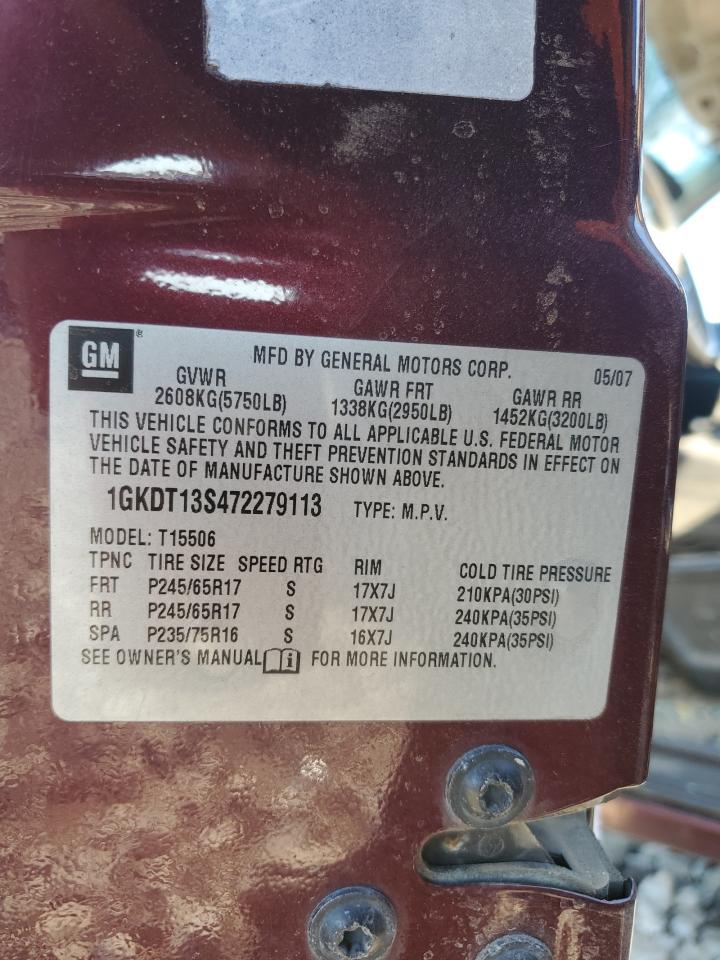 GM®
MFD BY GENERAL MOTORS CORP. 05/07
GVWR GAWR FRT GAWR RR
2608KG(5750LB) 1338KG(2950LB) 1452KG(3200LB)
THIS VEHICLE CONFORMS TO ALL APPLICABLE U.S. FEDERAL MOTOR
VEHICLE SAFETY AND THEFT PREVENTION STANDARDS IN EFFECT ON
THE DATE OF MANUFACTURE SHOWN ABOVE.
1GKDT13S472279113 TYPE: M.P.V.
MODEL: T15506
TPNC TIRE SIZE SPEED RTG RIM COLD TIRE PRESSURE
FRT P245/65R17 S 17X7J 210KPA(30PSI)
RR P245/65R17 S 17X7J 240KPA(35PSI)
SPA P235/75R16 S 16X7J 240KPA(35PSI)
SEE OWNER'S MANUAL i FOR MORE INFORMATION.